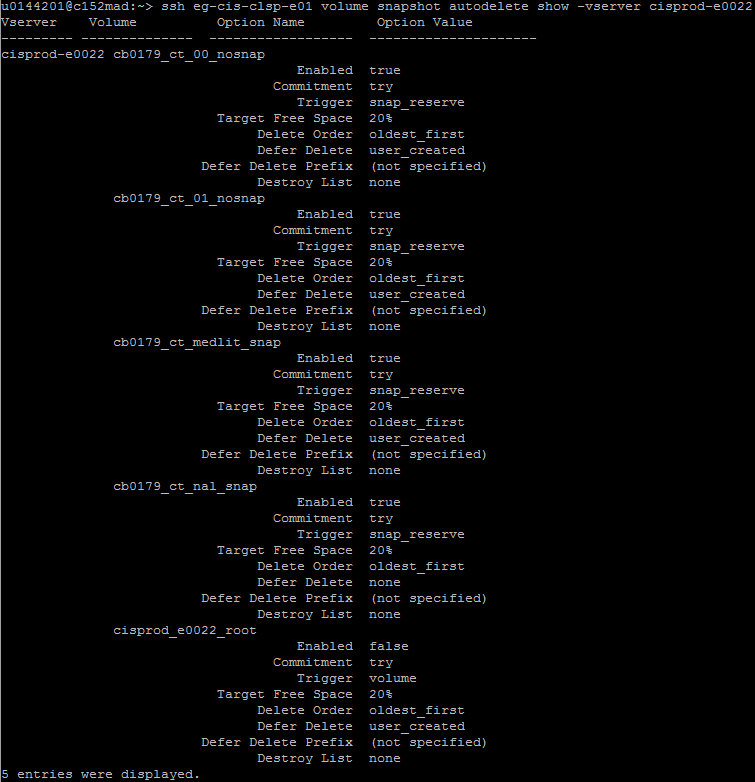 u0144201@c152mad:~> ssh eg-cis-clsp-e01 volume snapshot autodelete show -vserver cisprod-e0022
Vserver Volume Option Name Option Value
--------- -------------- ------------------ ---------------------
cisprod-e0022 cb0179_ct_00_nosnap
Enabled true
Commitment try
Trigger snap_reserve
Target Free Space 20%
Delete Order oldest_first
Defer Delete user_created
Defer Delete Prefix (not specified)
Destroy List none
cb0179_ct_01_nosnap
Enabled true
Commitment try
Trigger snap_reserve
Target Free Space 20%
Delete Order oldest_first
Defer Delete user_created
Defer Delete Prefix (not specified)
Destroy List none
cb0179_ct_medlit_snap
Enabled true
Commitment try
Trigger snap_reserve
Target Free Space 20%
Delete Order oldest_first
Defer Delete user_created
Defer Delete Prefix (not specified)
Destroy List none
cb0179_ct_nal_snap
Enabled true
Commitment try
Trigger snap_reserve
Target Free Space 20%
Delete Order oldest_first
Defer Delete none
Defer Delete Prefix (not specified)
Destroy List none
cisprod_e0022_root
Enabled false
Commitment try
Trigger volume
Target Free Space 20%
Delete Order oldest_first
Defer Delete user_created
Defer Delete Prefix (not specified)
Destroy List none
5 entries were displayed.